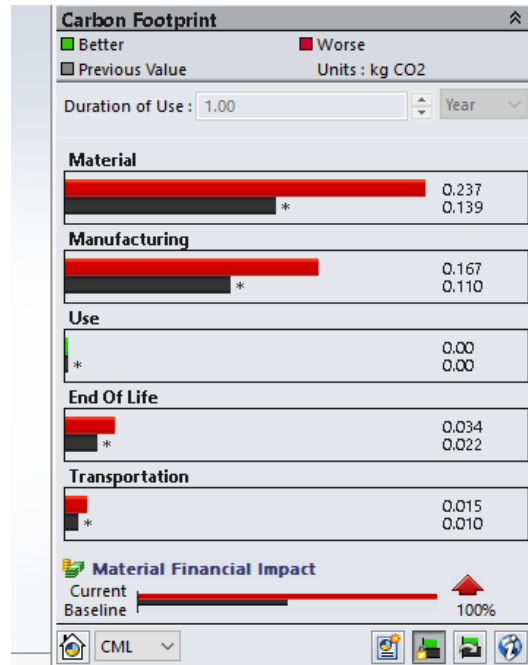 Carbon Footprint
Better Worse
Previous Value Units : kg CO2
Duration of Use : 1.00 Year
Material
0.237
* 0.139
Manufacturing
0.167
* 0.110
Use
0.00
* 0.00
End Of Life
0.034
* 0.022
Transportation
0.015
* 0.010
Material Financial Impact
Current
Baseline 100%
CML